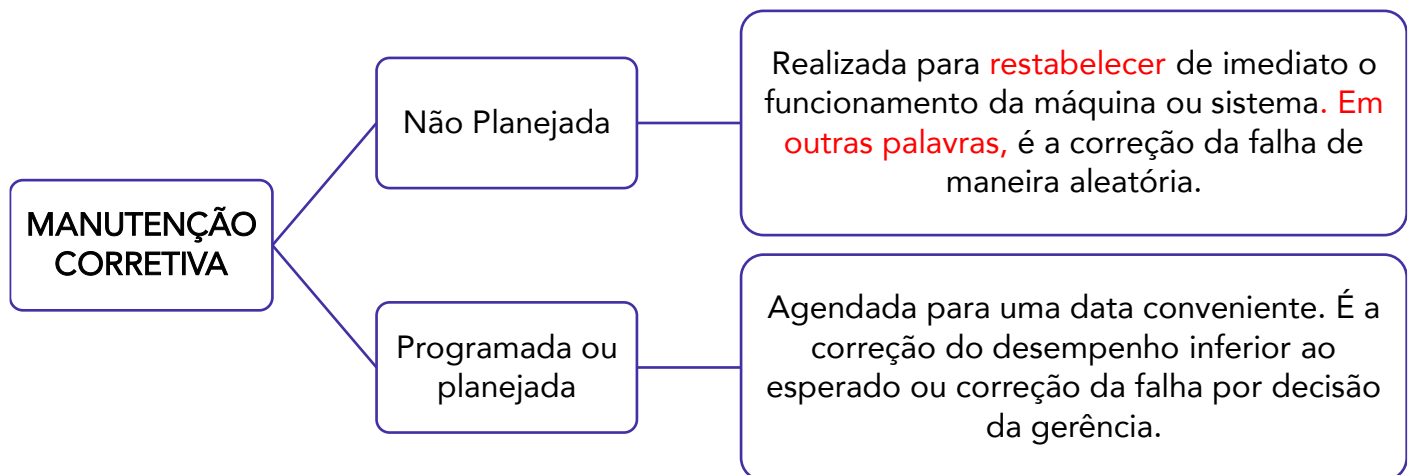 MANUTENÇÃO
CORRETIVA
Não Planejada
Realizada para restabelecer de imediato o
funcionamento da máquina ou sistema. Em
outras palavras, é a correção da falha de
maneira aleatória.
Programada ou
planejada
Agendada para uma data conveniente. É a
correção do desempenho inferior ao
esperado ou correção da falha por decisão
da gerência.